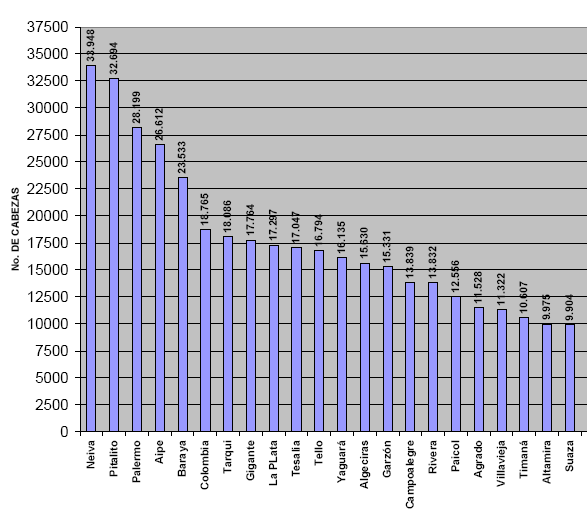 37500
35000
32500
30000
27500
25000
22500
20000
17500
15000
12500
10000
7500
5000
2500
0
No. DE CABEZAS
33.948
32.694
28.199
26.612
23.533
18.765
18.086
17.764
17.297
17.047
16.794
16.135
15.630
15.331
13.839
13.832
12.556
11.528
11.322
10.607
9.975
9.904
Neiva
Pitalito
Palermo
Aipe
Baraya
Colombia
Tarqui
Gigante
La PLata
Tesalia
Tello
Yaguará
Algeciras
Garzón
Campoalegre
Rivera
Paicol
Agrado
Villavieja
Timaná
Altamira
Suaza